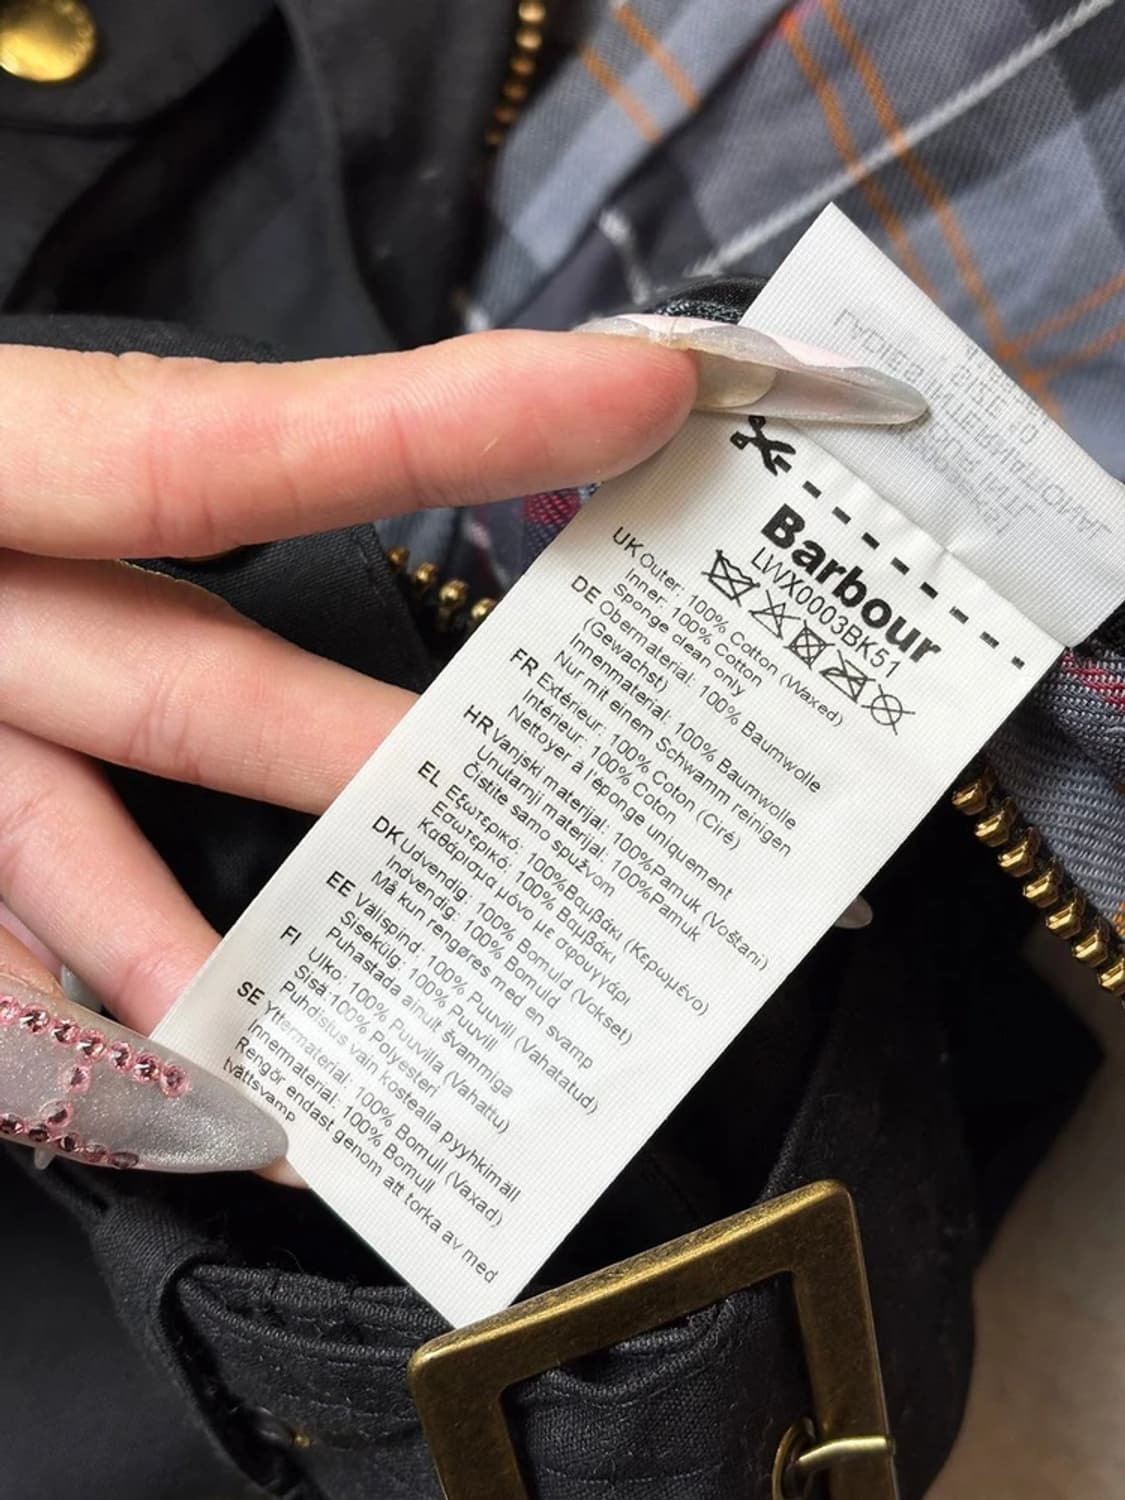 Barbour
LWX0003BK51
UK Outer: 100% Cotton (Waxed)
Inner: 100% Cotton
Sponge clean only
DE Obermaterial: 100% Baumwolle
(Gewachst)
Innenmaterial: 100% Baumwolle
Nur mit einem Schwamm reinigen
FR Extérieur: 100% Coton (Ciré)
Intérieur: 100% Coton
Nettoyer à l'éponge uniquement
HR Vanjski materijal: 100%Pamuk (Voštani)
Unutarnji materijal: 100%Pamuk
Čistite samo spužvom
EL Εξωτερικό: 100%Βαμβάκι (Κερωμένο)
Εσωτερικό: 100% Βαμβάκι
Καθάρισμα μόνο με σφουγγάρι
DK Udvendig: 100% Bomuld (Vokset)
Indvendig: 100% Bomuld
Må kun rengøres med en svamp
EE Välispind: 100% Puuvill (Vahatatud)
Sisekülg: 100% Puuvill
Puhastada ainult švammiga
FI Ulko: 100% Puuvilla (Vahattu)
Sisä:100% Polyesteri
Puhdistus vain kostealla pyyhkimäll
SE Yttermaterial: 100% Bomull (Vaxad)
Innermaterial: 100% Bomull
Rengör endast genom att torka av med
tvättsvamp